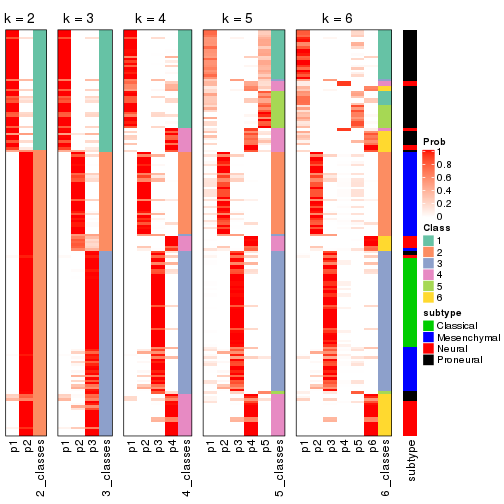 k = 2 k = 3 k = 4 k = 5 k = 6
Prob
1
0.8
0.6
0.4
0.2
0
Class
1
2
3
4
5
6
subtype
Classical
Mesenchymal
Neural
Proneural
p1 p2 2_classes p1 p2 p3 3_classes p1 p2 p3 p4 4_classes p1 p2 p3 p4 p5 5_classes p1 p2 p3 p4 p5 p6 6_classes subtype